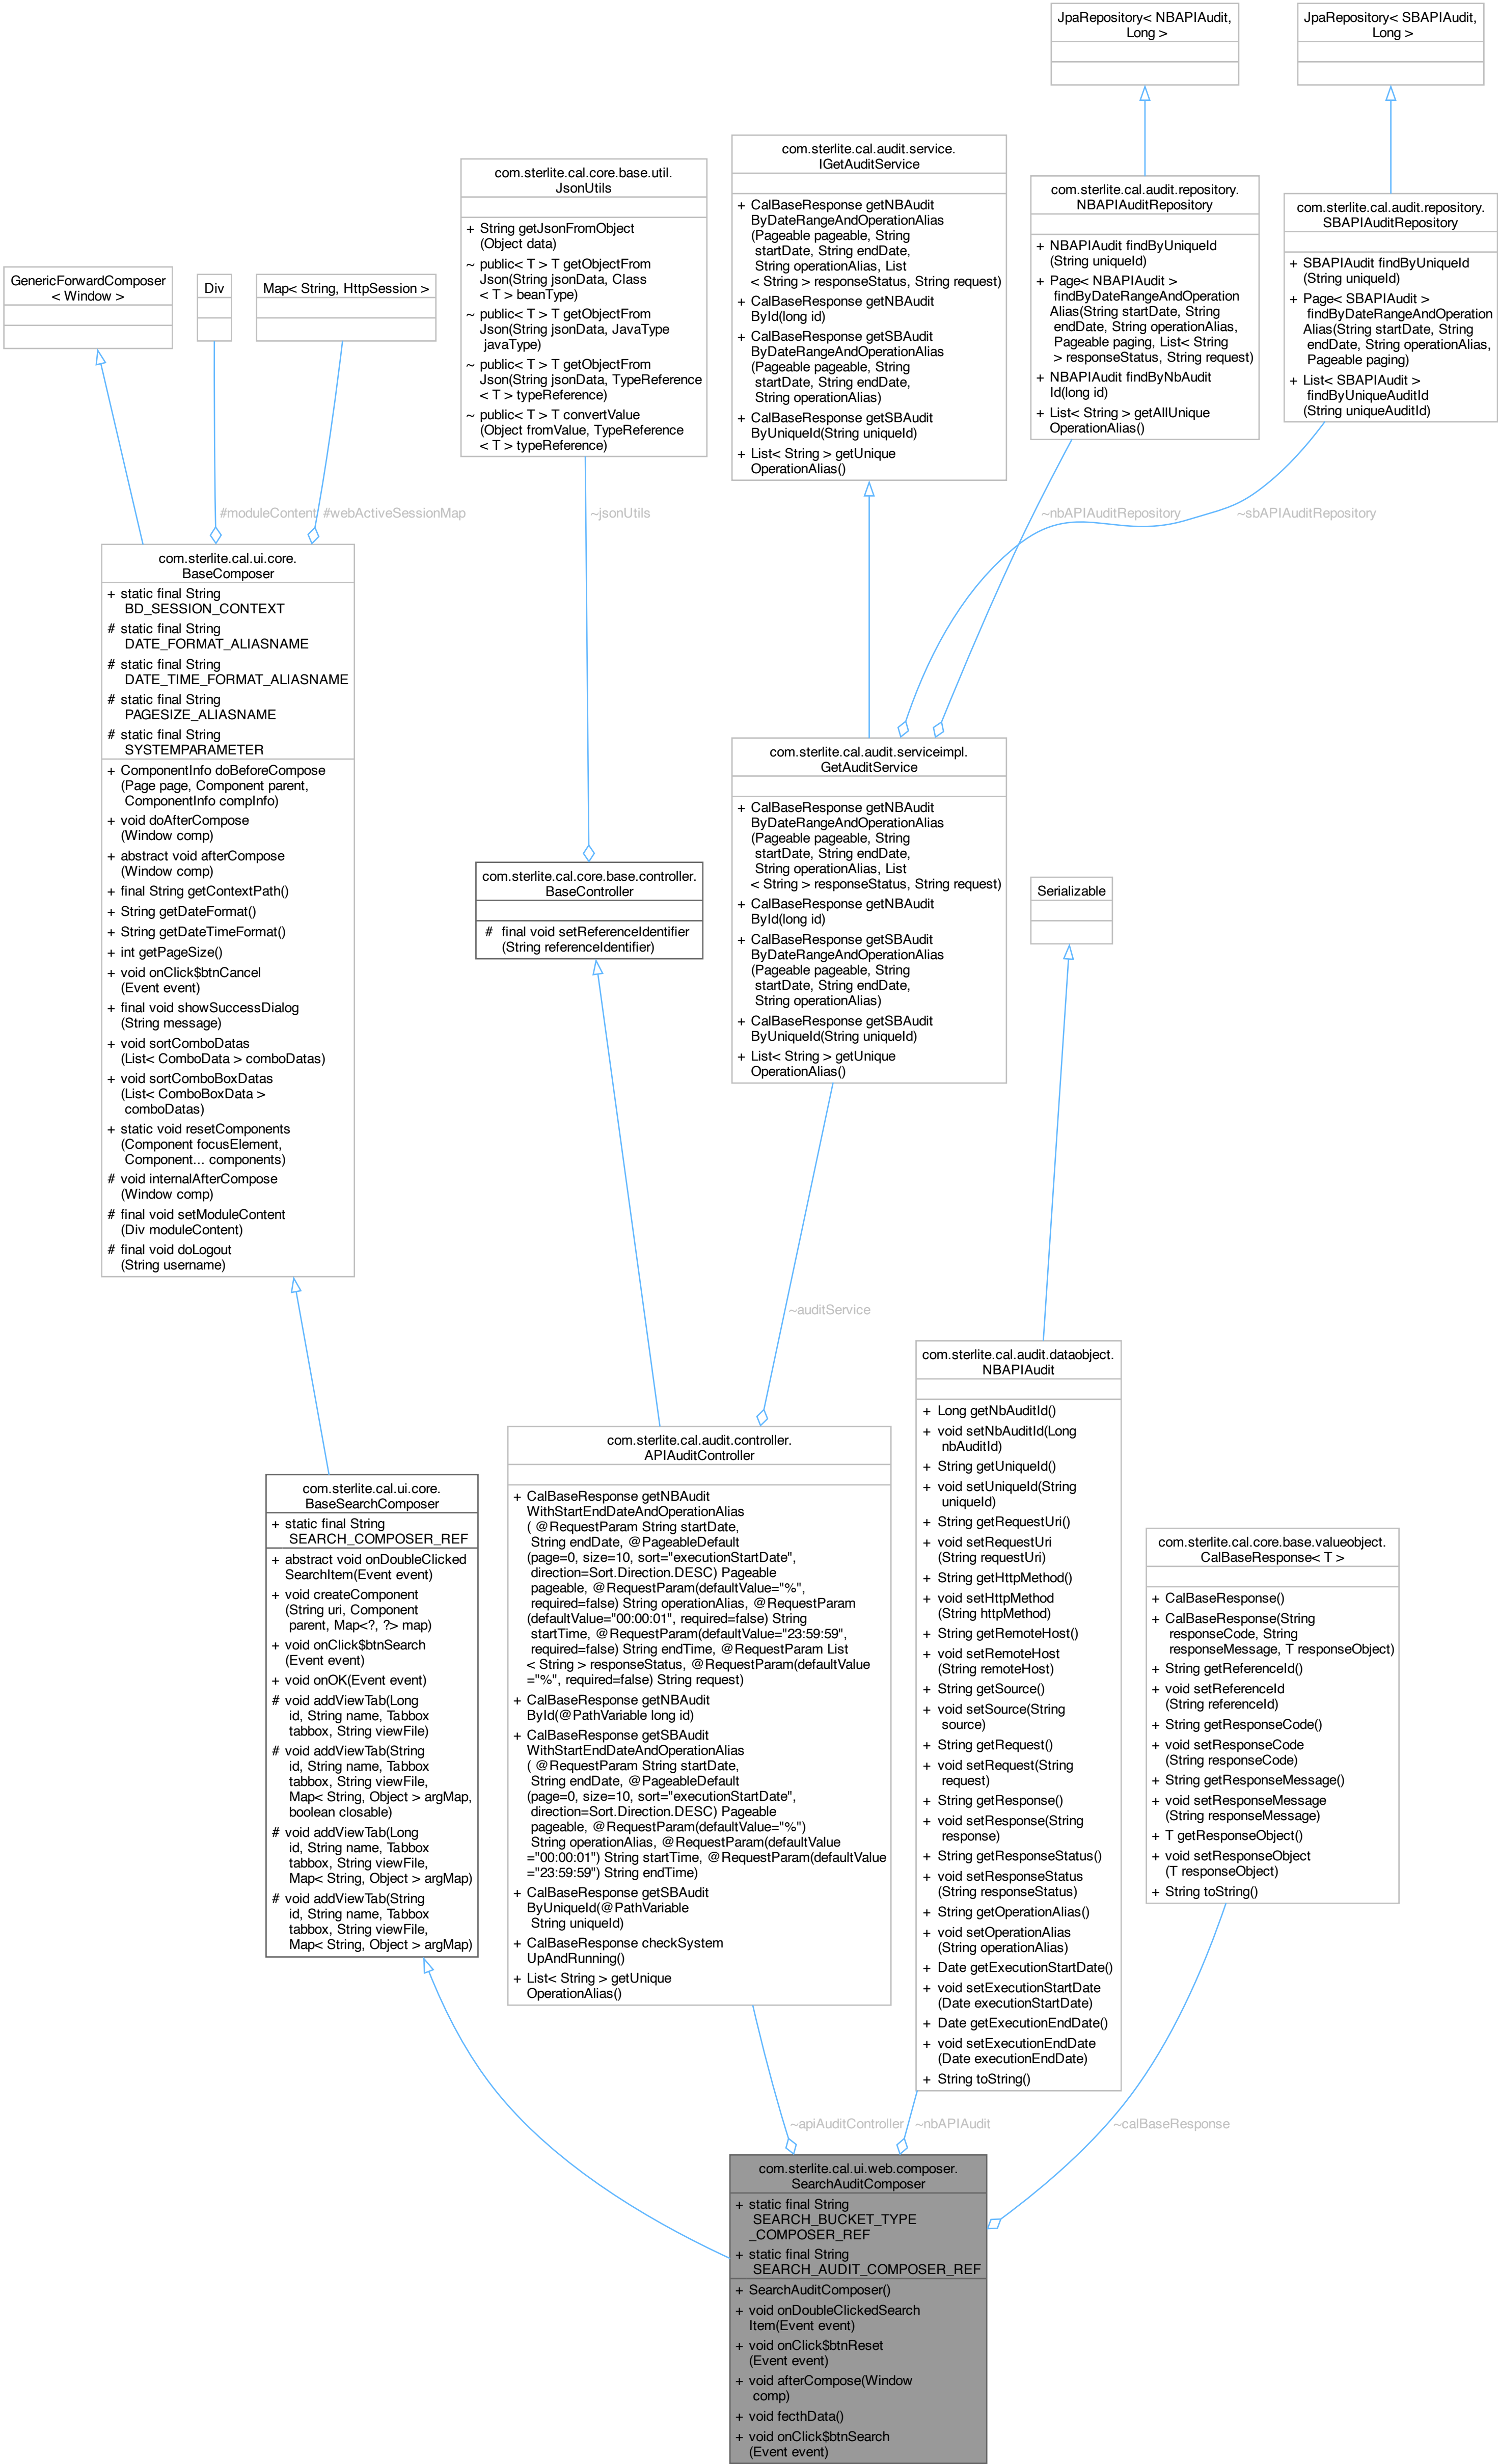 JpaRepository< NBAPIAudit,
Long >
JpaRepository< SBAPIAudit,
Long >
com.sterlite.cal.audit.service.
IGetAuditService
+ CalBaseResponse getNBAudit
ByDateRangeAndOperationAlias
(Pageable pageable, String
startDate, String endDate,
String operationAlias, List
< String > responseStatus, String request)
+ CalBaseResponse getNBAudit
ById(long id)
+ CalBaseResponse getSBAudit
ByDateRangeAndOperationAlias
(Pageable pageable, String
startDate, String endDate,
String operationAlias)
+ CalBaseResponse getSBAudit
ByUniqueId(String uniqueId)
+ List< String > getUnique
OperationAlias()
com.sterlite.cal.core.base.util.
JsonUtils
+ String getJsonFromObject
(Object data)
~ public< T > T getObjectFrom
Json(String jsonData, Class
< T > beanType)
~ public< T > T getObjectFrom
Json(String jsonData, JavaType
javaType)
~ public< T > T getObjectFrom
Json(String jsonData, TypeReference
< T > typeReference)
~ public< T > T convertValue
(Object fromValue, TypeReference
< T > typeReference)
com.sterlite.cal.audit.repository.
NBAPIAuditRepository
+ NBAPIAudit findByUniqueId
(String uniqueId)
+ Page< NBAPIAudit >
findByDateRangeAndOperation
Alias(String startDate, String
endDate, String operationAlias,
Pageable paging, List< String
> responseStatus, String request)
+ NBAPIAudit findByNbAudit
Id(long id)
+ List< String > getAllUnique
OperationAlias()
com.sterlite.cal.audit.repository.
SBAPIAuditRepository
+ SBAPIAudit findByUniqueId
(String uniqueId)
+ Page< SBAPIAudit >
findByDateRangeAndOperation
Alias(String startDate, String
endDate, String operationAlias,
Pageable paging)
+ List< SBAPIAudit >
findByUniqueAuditId
(String uniqueAuditId)
GenericForwardComposer
< Window >
Div
Map< String, HttpSession >
#moduleContent
#webActiveSessionMap
~jsonUtils
~nbAPIAuditRepository
~sbAPIAuditRepository
com.sterlite.cal.ui.core.
BaseComposer
+ static final String
BD_SESSION_CONTEXT
# static final String
DATE_FORMAT_ALIASNAME
# static final String
DATE_TIME_FORMAT_ALIASNAME
# static final String
PAGESIZE_ALIASNAME
# static final String
SYSTEMPARAMETER
+ ComponentInfo doBeforeCompose
(Page page, Component parent,
ComponentInfo compInfo)
+ void doAfterCompose
(Window comp)
+ abstract void afterCompose
(Window comp)
+ final String getContextPath()
+ String getDateFormat()
+ String getDateTimeFormat()
+ int getPageSize()
+ void onClick$btnCancel
(Event event)
+ final void showSuccessDialog
(String message)
+ void sortComboDatas
(List< ComboData > comboDatas)
+ void sortComboBoxDatas
(List< ComboBoxData >
comboDatas)
+ static void resetComponents
(Component focusElement,
Component... components)
# void internalAfterCompose
(Window comp)
# final void setModuleContent
(Div moduleContent)
# final void doLogout
(String username)
com.sterlite.cal.audit.serviceimpl.
GetAuditService
+ CalBaseResponse getNBAudit
ByDateRangeAndOperationAlias
(Pageable pageable, String
startDate, String endDate,
String operationAlias, List
< String > responseStatus, String request)
+ CalBaseResponse getNBAudit
ById(long id)
+ CalBaseResponse getSBAudit
ByDateRangeAndOperationAlias
(Pageable pageable, String
startDate, String endDate,
String operationAlias)
+ CalBaseResponse getSBAudit
ByUniqueId(String uniqueId)
+ List< String > getUnique
OperationAlias()
com.sterlite.cal.core.base.controller.
BaseController
# final void setReferenceIdentifier
(String referenceIdentifier)
Serializable
~auditService
com.sterlite.cal.ui.core.
BaseSearchComposer
+ static final String
SEARCH_COMPOSER_REF
+ abstract void onDoubleClicked
SearchItem(Event event)
+ void createComponent
(String uri, Component
parent, Map<?, ?> map)
+ void onClick$btnSearch
(Event event)
+ void onOK(Event event)
# void addViewTab(Long
id, String name, Tabbox
tabbox, String viewFile)
# void addViewTab(String
id, String name, Tabbox
tabbox, String viewFile,
Map< String, Object > argMap,
boolean closable)
# void addViewTab(Long
id, String name, Tabbox
tabbox, String viewFile,
Map< String, Object > argMap)
# void addViewTab(String
id, String name, Tabbox
tabbox, String viewFile,
Map< String, Object > argMap)
com.sterlite.cal.audit.controller.
APIAuditController
+ CalBaseResponse getNBAudit
WithStartEndDateAndOperationAlias
( @RequestParam String startDate,
String endDate, @PageableDefault
(page=0, size=10, sort="executionStartDate",
direction=Sort.Direction.DESC) Pageable
pageable, @RequestParam(defaultValue="%",
required=false) String operationAlias, @RequestParam
(defaultValue="00:00:01", required=false) String
startTime, @RequestParam(defaultValue="23:59:59",
required=false) String endTime, @RequestParam List
< String > responseStatus, @RequestParam(defaultValue
="%", required=false) String request)
+ CalBaseResponse getNBAudit
ById(@PathVariable long id)
+ CalBaseResponse getSBAudit
WithStartEndDateAndOperationAlias
( @RequestParam String startDate,
String endDate, @PageableDefault
(page=0, size=10, sort="executionStartDate",
direction=Sort.Direction.DESC) Pageable
pageable, @RequestParam(defaultValue="%")
String operationAlias, @RequestParam(defaultValue
="00:00:01") String startTime, @RequestParam(defaultValue
="23:59:59") String endTime)
+ CalBaseResponse getSBAudit
ByUniqueId(@PathVariable
String uniqueId)
+ CalBaseResponse checkSystem
UpAndRunning()
+ List< String > getUnique
OperationAlias()
com.sterlite.cal.audit.dataobject.
NBAPIAudit
+ Long getNbAuditId()
+ void setNbAuditId(Long
nbAuditId)
+ String getUniqueId()
+ void setUniqueId(String
uniqueId)
+ String getRequestUri()
+ void setRequestUri
(String requestUri)
+ String getHttpMethod()
+ void setHttpMethod
(String httpMethod)
+ String getRemoteHost()
+ void setRemoteHost
(String remoteHost)
+ String getSource()
+ void setSource(String
source)
+ String getRequest()
+ void setRequest(String
request)
+ String getResponse()
+ void setResponse(String
response)
+ String getResponseStatus()
+ void setResponseStatus
(String responseStatus)
+ String getOperationAlias()
+ void setOperationAlias
(String operationAlias)
+ Date getExecutionStartDate()
+ void setExecutionStartDate
(Date executionStartDate)
+ Date getExecutionEndDate()
+ void setExecutionEndDate
(Date executionEndDate)
+ String toString()
com.sterlite.cal.core.base.valueobject.
CalBaseResponse< T >
+ CalBaseResponse()
+ CalBaseResponse(String
responseCode, String
responseMessage, T responseObject)
+ String getReferenceId()
+ void setReferenceId
(String referenceId)
+ String getResponseCode()
+ void setResponseCode
(String responseCode)
+ String getResponseMessage()
+ void setResponseMessage
(String responseMessage)
+ T getResponseObject()
+ void setResponseObject
(T responseObject)
+ String toString()
~apiAuditController
~nbAPIAudit
~calBaseResponse
com.sterlite.cal.ui.web.composer.
SearchAuditComposer
+ static final String
SEARCH_BUCKET_TYPE
_COMPOSER_REF
+ static final String
SEARCH_AUDIT_COMPOSER_REF
+ SearchAuditComposer()
+ void onDoubleClickedSearch
Item(Event event)
+ void onClick$btnReset
(Event event)
+ void afterCompose(Window
comp)
+ void fecthData()
+ void onClick$btnSearch
(Event event)